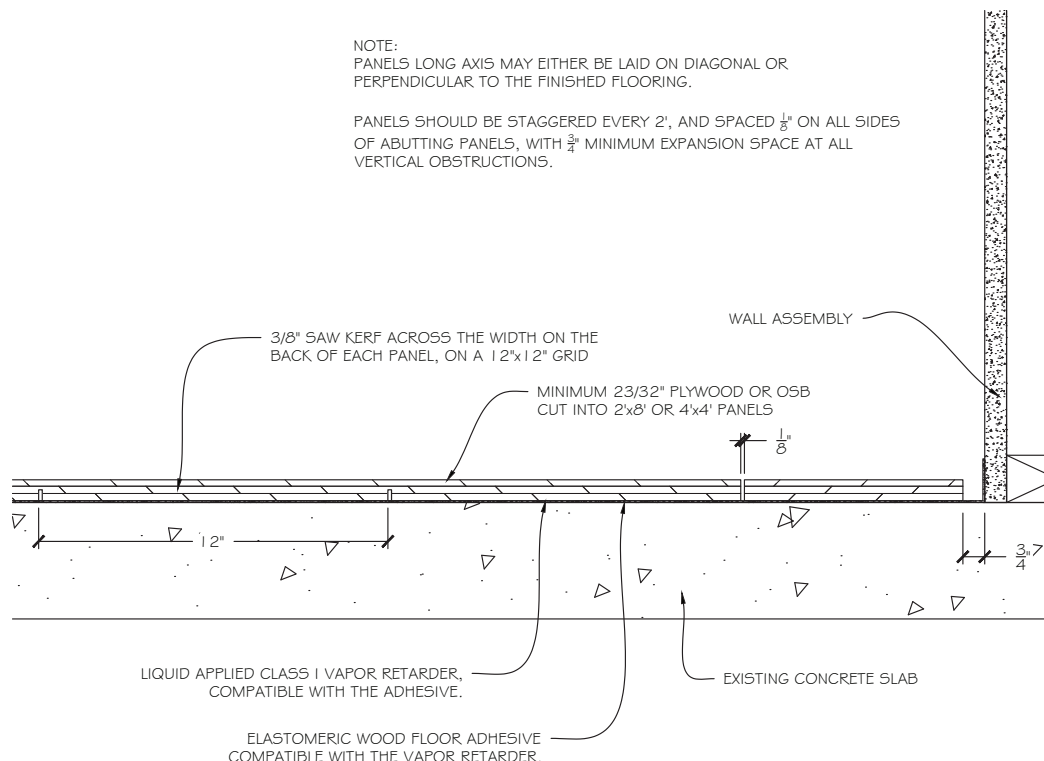 NOTE:
PANELS LONG AXIS MAY EITHER BE LAID ON DIAGONAL OR
PERPENDICULAR TO THE FINISHED FLOORING.
PANELS SHOULD BE STAGGERED EVERY 2', AND SPACED 1/8" ON ALL SIDES
OF ABUTTING PANELS, WITH 3/4" MINIMUM EXPANSION SPACE AT ALL
VERTICAL OBSTRUCTIONS.
WALL ASSEMBLY
3/8" SAW KERF ACROSS THE WIDTH ON THE
BACK OF EACH PANEL, ON A 12"x12" GRID
MINIMUM 23/32" PLYWOOD OR OSB
CUT INTO 2'x8' OR 4'x4' PANELS
1/8"
12"
3/4"
LIQUID APPLIED CLASS I VAPOR RETARDER,
COMPATIBLE WITH THE ADHESIVE.
EXISTING CONCRETE SLAB
ELASTOMERIC WOOD FLOOR ADHESIVE
COMPATIBLE WITH THE VAPOR RETARDER.